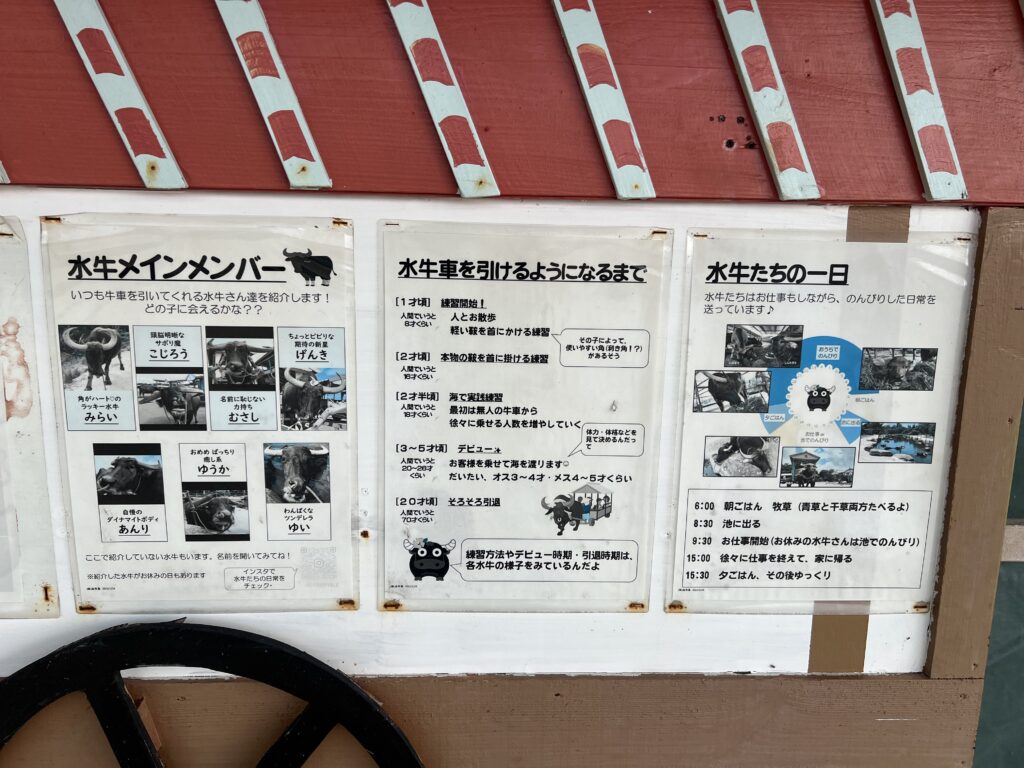 水牛メインメンバー
いつも牛車を引いてくれる水牛さん達を紹介します！
どの子に会えるかな？？
頭脳明晰な
サボり魔
こじろう
ちょっとビビりな
期待の新星
げんき
角がハート♡の
ラッキー水牛
みらい
名前に恥じない
力持ち
むさし
おめめ ぱっちり
癒し系
ゆうか
自慢の
ダイナマイトボディ
あんり
わんぱくな
ツンデレラ
ゆい
ここで紹介していない水牛もいます。名前を聞いてみてね！
※紹介した水牛がお休みの日もあります
インスタで
水牛たちの日常を
チェック·
水牛車を引けるようになるまで
[１才頃] 練習開始！
人間でいうと
8才くらい
人とお散歩
軽い鞍を首にかける練習
その子によって、
使いやすい角(利き角！?)
があるそう
[２才頃] 本物の鞍を首に掛ける練習
人間でいうと
16才くらい
[２才半頃] 海で実践練習
人間でいうと
18才くらい
最初は無人の牛車から
徐々に乗せる人数を増やしていく
体力・体格などを
見て決めるんだっ
て
[３～５才頃] デビュー★
人間でいうと
20～26才
くらい
お客様を乗せて海を渡ります☺
だいたい、オス３～４才・メス４～５才くらい
[２０才頃] そろそろ引退
人間でいうと
70才くらい
練習方法やデビュー時期・引退時期は、
各水牛の様子をみているんだよ
水牛たちの一日
水牛たちはお仕事もしながら、のんびりした日常を
送っています♪
おうちで
のんびり
朝ごはん
池に出る
お仕事 or
池でのんびり
夕ごはん
6:00 朝ごはん 牧草（青草と干草両方たべるよ）
8:30 池に出る
9:30 お仕事開始（お休みの水牛さんは池でのんびり）
15:00 徐々に仕事を終えて、家に帰る
15:30 夕ごはん、その後ゆっくり